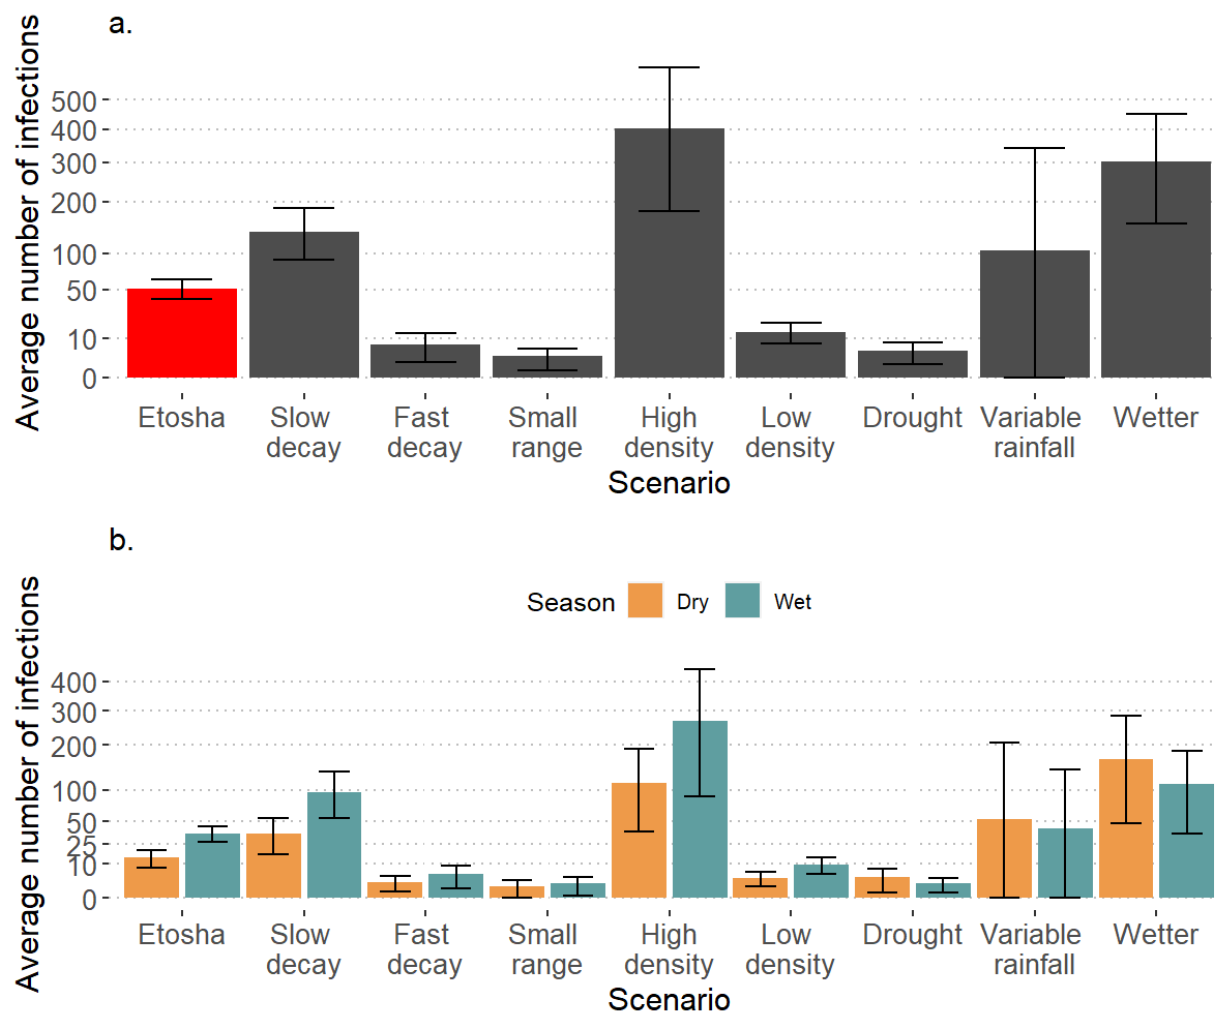 a.
Average number of infections
500
400
300
200
100
50
10
0
Etosha
Slow
decay
Fast
decay
Small
range
High
density
Low
density
Drought
Variable
rainfall
Wetter
Scenario
b.
Season
Dry
Wet
Average number of infections
400
300
200
100
50
25
10
0
Etosha
Slow
decay
Fast
decay
Small
range
High
density
Low
density
Drought
Variable
rainfall
Wetter
Scenario